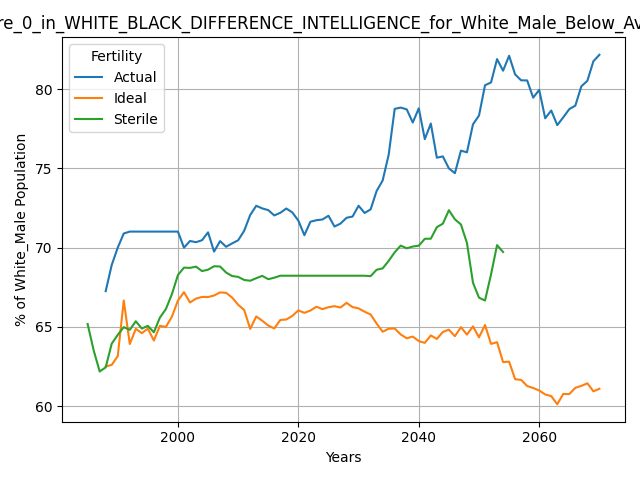 re_0_in_WHITE_BLACK_DIFFERENCE_INTELLIGENCE_for_White_Male_Below_Av
Fertility
Actual
Ideal
Sterile
% of White_Male Population
80
75
70
65
60
2000
2020
2040
2060
Years